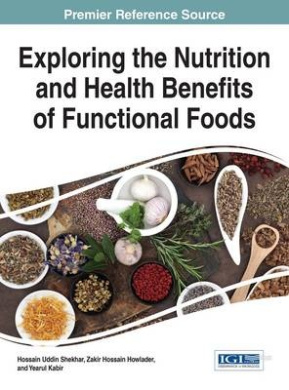 Premier Reference Source
Exploring the Nutrition
and Health Benefits
of Functional Foods
Hossain Uddin Shekhar, Zakir Hossain Howlader,
and Yearul Kabir
IGI